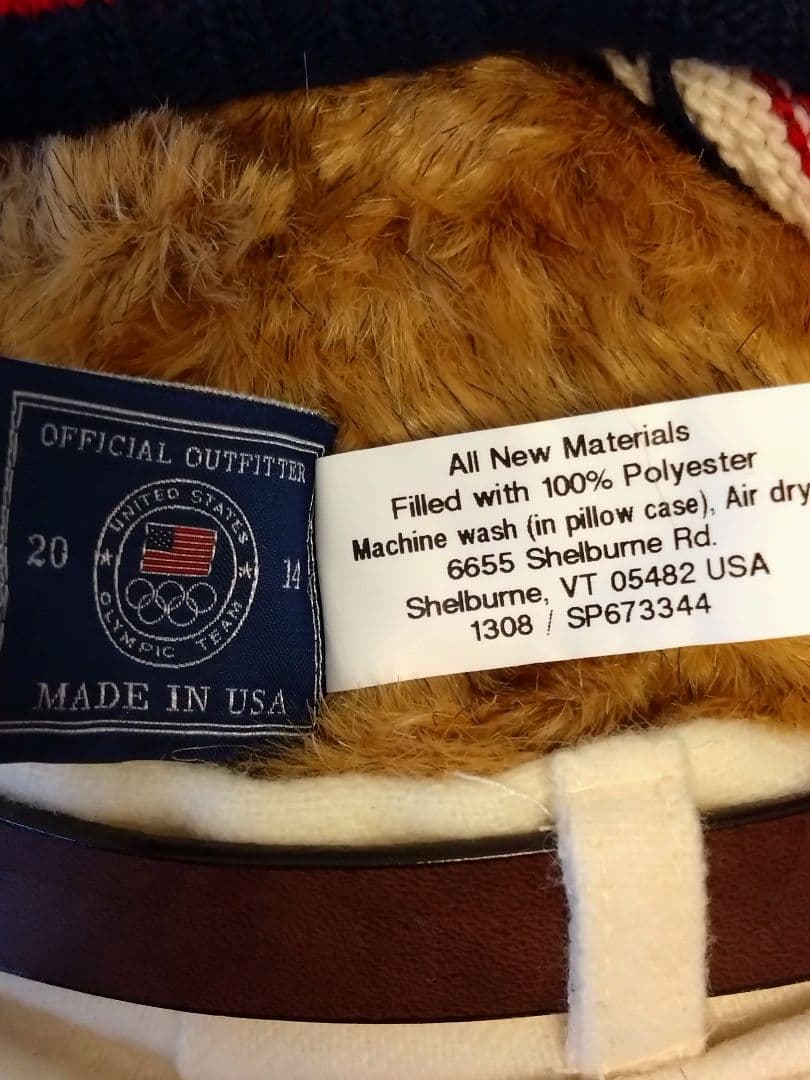 OFFICIAL OUTFITTER
UNITED STATES
20 14
OLYMPIC TEAM
MADE IN USA
All New Materials
Filled with 100% Polyester
Machine wash (in pillow case), Air dry
6655 Shelburne Rd.
Shelburne, VT 05482 USA
1308 / SP673344